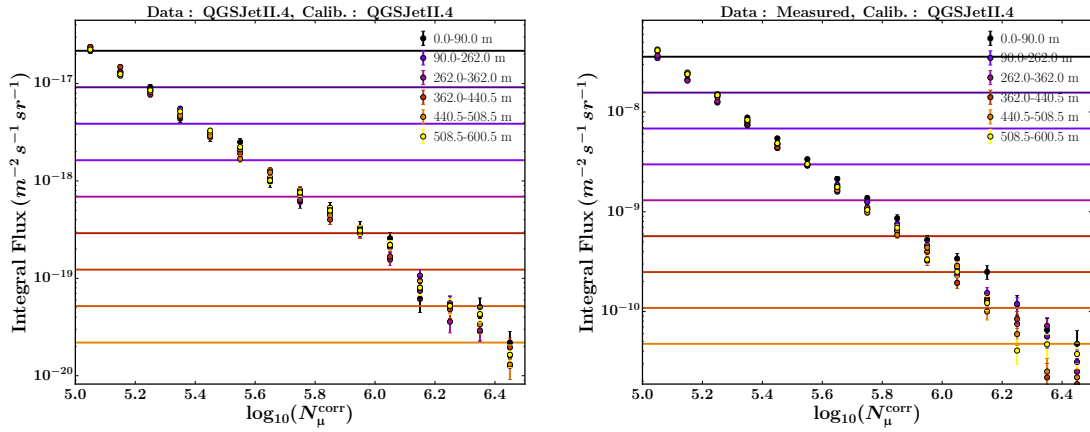 Data : QGSJetII.4, Calib. : QGSJetII.4
Integral Flux (m⁻² s⁻¹ sr⁻¹)
10⁻¹⁷
10⁻¹⁸
10⁻¹⁹
10⁻²⁰
0.0-90.0 m
90.0-262.0 m
262.0-362.0 m
362.0-440.5 m
440.5-508.5 m
508.5-600.5 m
5.0 5.2 5.4 5.6 5.8 6.0 6.2 6.4
log₁₀(N_μ^corr)
Data : Measured, Calib. : QGSJetII.4
Integral Flux (m⁻² s⁻¹ sr⁻¹)
10⁻⁸
10⁻⁹
10⁻¹⁰
0.0-90.0 m
90.0-262.0 m
262.0-362.0 m
362.0-440.5 m
440.5-508.5 m
508.5-600.5 m
5.0 5.2 5.4 5.6 5.8 6.0 6.2 6.4
log₁₀(N_μ^corr)